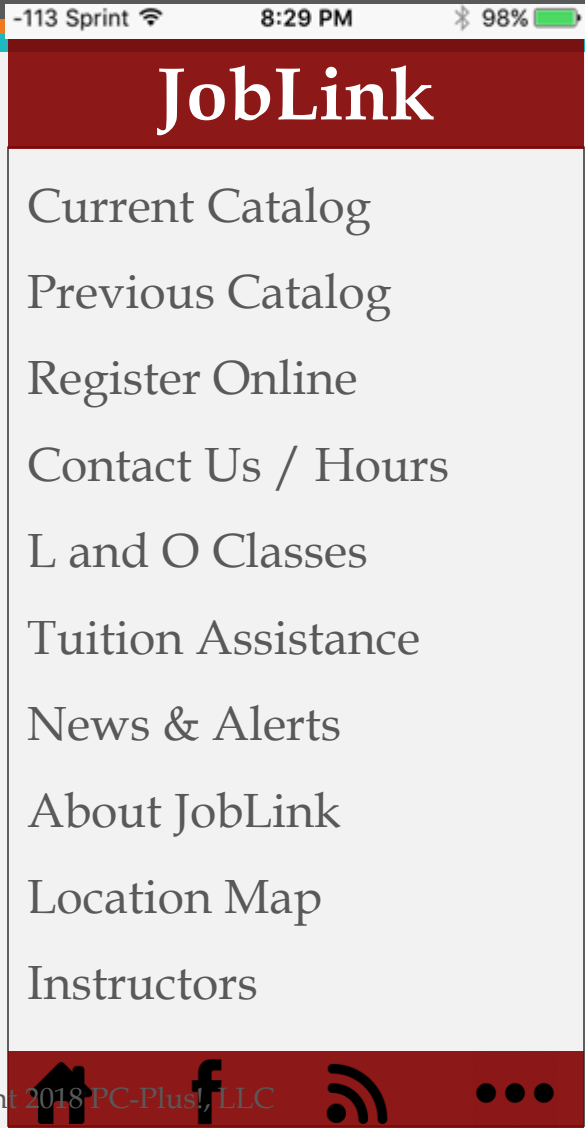 -113 Sprint 8:29 PM 98%
JobLink
Current Catalog
Previous Catalog
Register Online
Contact Us / Hours
L and O Classes
Tuition Assistance
News & Alerts
About JobLink
Location Map
Instructors
2018 PC-Plus!, LLC